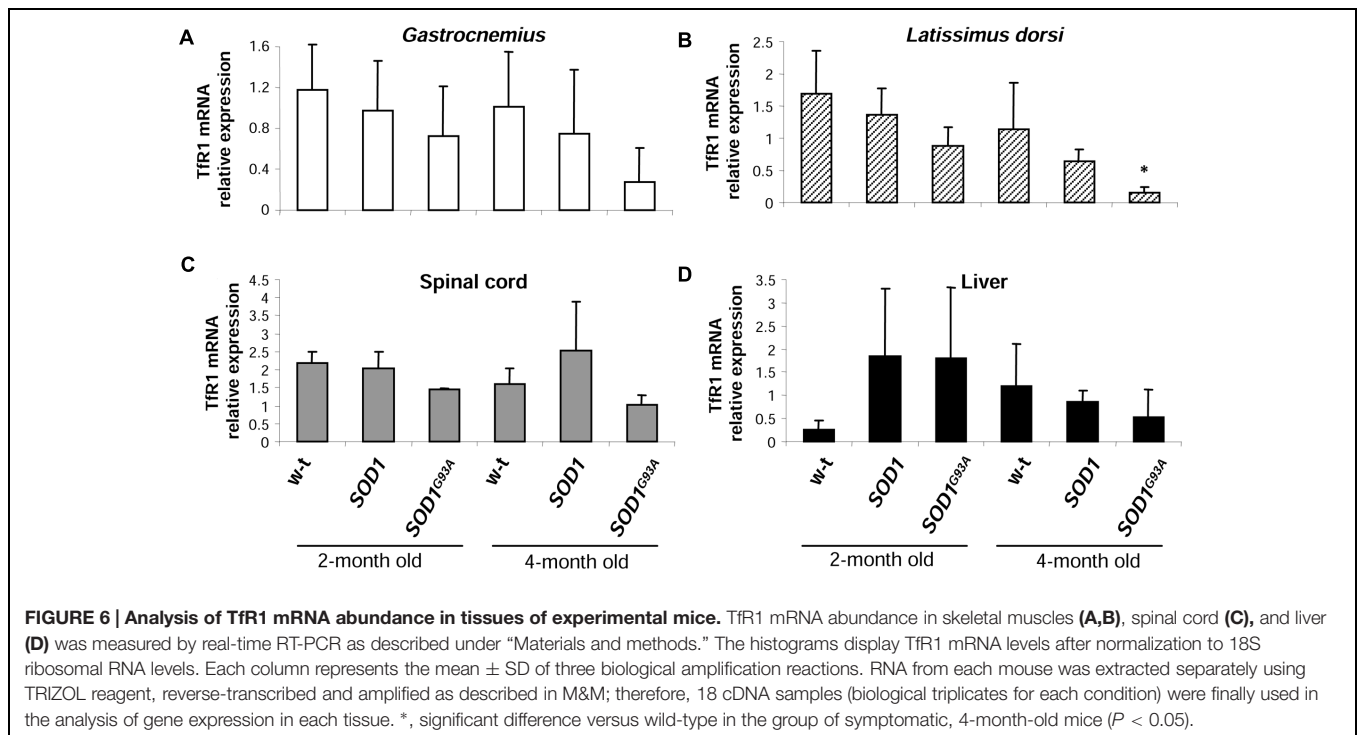 A
Gastrocnemius
TfR1 mRNA
relative expression
1.6
1.2
0.8
0.4
0
B
Latissimus dorsi
TfR1 mRNA
relative expression
2.5
2
1.5
1
0.5
0
*
C
Spinal cord
TfR1 mRNA
relative expression
4.5
4
3.5
3
2.5
2
1.5
1
0.5
0
w-t
SOD1
SOD1G93A
w-t
SOD1
SOD1G93A
2-month old
4-month old
D
Liver
TfR1 mRNA
relative expression
3.5
3
2.5
2
1.5
1
0.5
0
w-t
SOD1
SOD1G93A
w-t
SOD1
SOD1G93A
2-month old
4-month old
FIGURE 6 | Analysis of TfR1 mRNA abundance in tissues of experimental mice. TfR1 mRNA abundance in skeletal muscles (A,B), spinal cord (C), and liver
(D) was measured by real-time RT-PCR as described under “Materials and methods.” The histograms display TfR1 mRNA levels after normalization to 18S
ribosomal RNA levels. Each column represents the mean ± SD of three biological amplification reactions. RNA from each mouse was extracted separately using
TRIZOL reagent, reverse-transcribed and amplified as described in M&M; therefore, 18 cDNA samples (biological triplicates for each condition) were finally used in
the analysis of gene expression in each tissue. *, significant difference versus wild-type in the group of symptomatic, 4-month-old mice (P < 0.05).